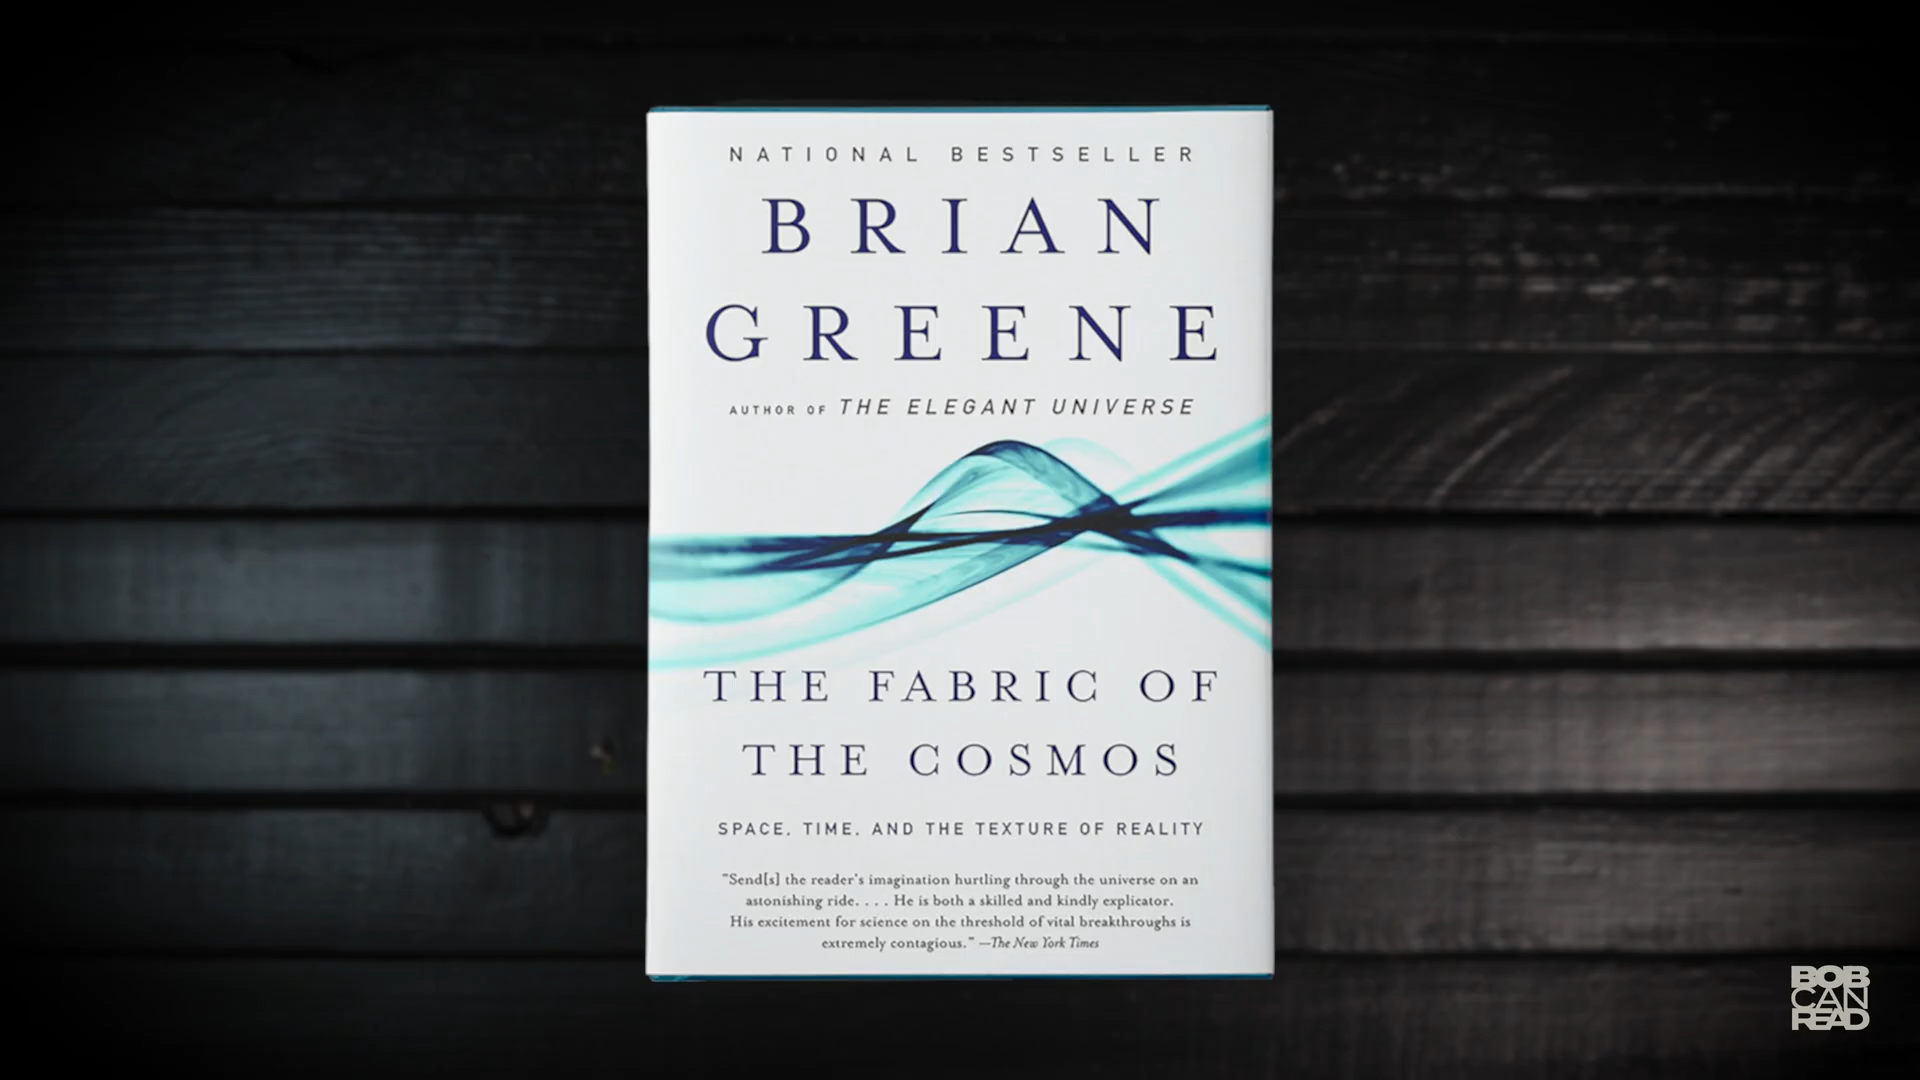 NATIONAL BESTSELLER
BRIAN
GREENE
AUTHOR OF THE ELEGANT UNIVERSE
THE FABRIC OF
THE COSMOS
SPACE, TIME, AND THE TEXTURE OF REALITY
"Send[s] the reader's imagination hurtling through the universe on an
astonishing ride. . . . He is both a skilled and kindly explicator.
His excitement for science on the threshold of vital breakthroughs is
extremely contagious." —The New York Times
BOB
CAN
READ